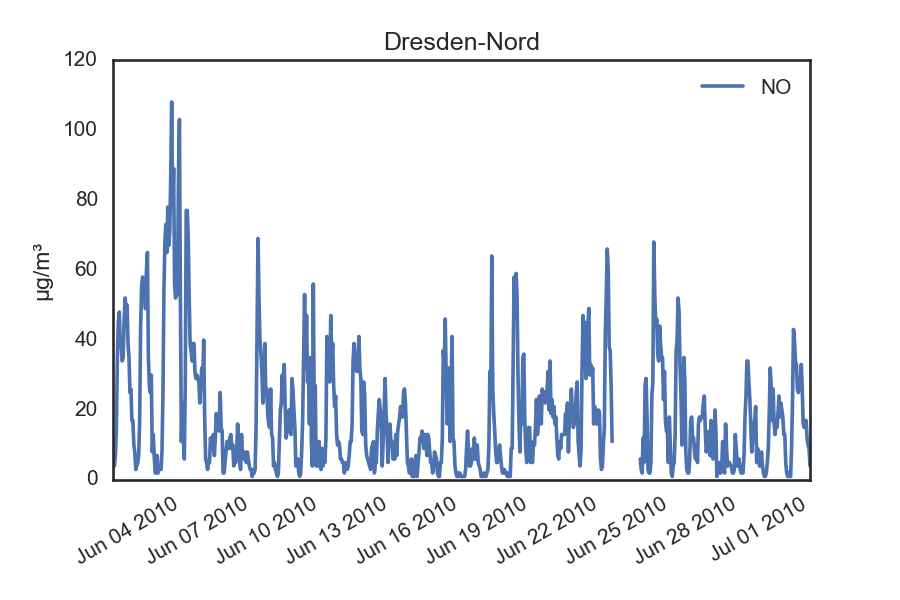 Dresden-Nord
120
100
80
60
40
20
0
µg/m³
NO
Jun 04 2010
Jun 07 2010
Jun 10 2010
Jun 13 2010
Jun 16 2010
Jun 19 2010
Jun 22 2010
Jun 25 2010
Jun 28 2010
Jul 01 2010